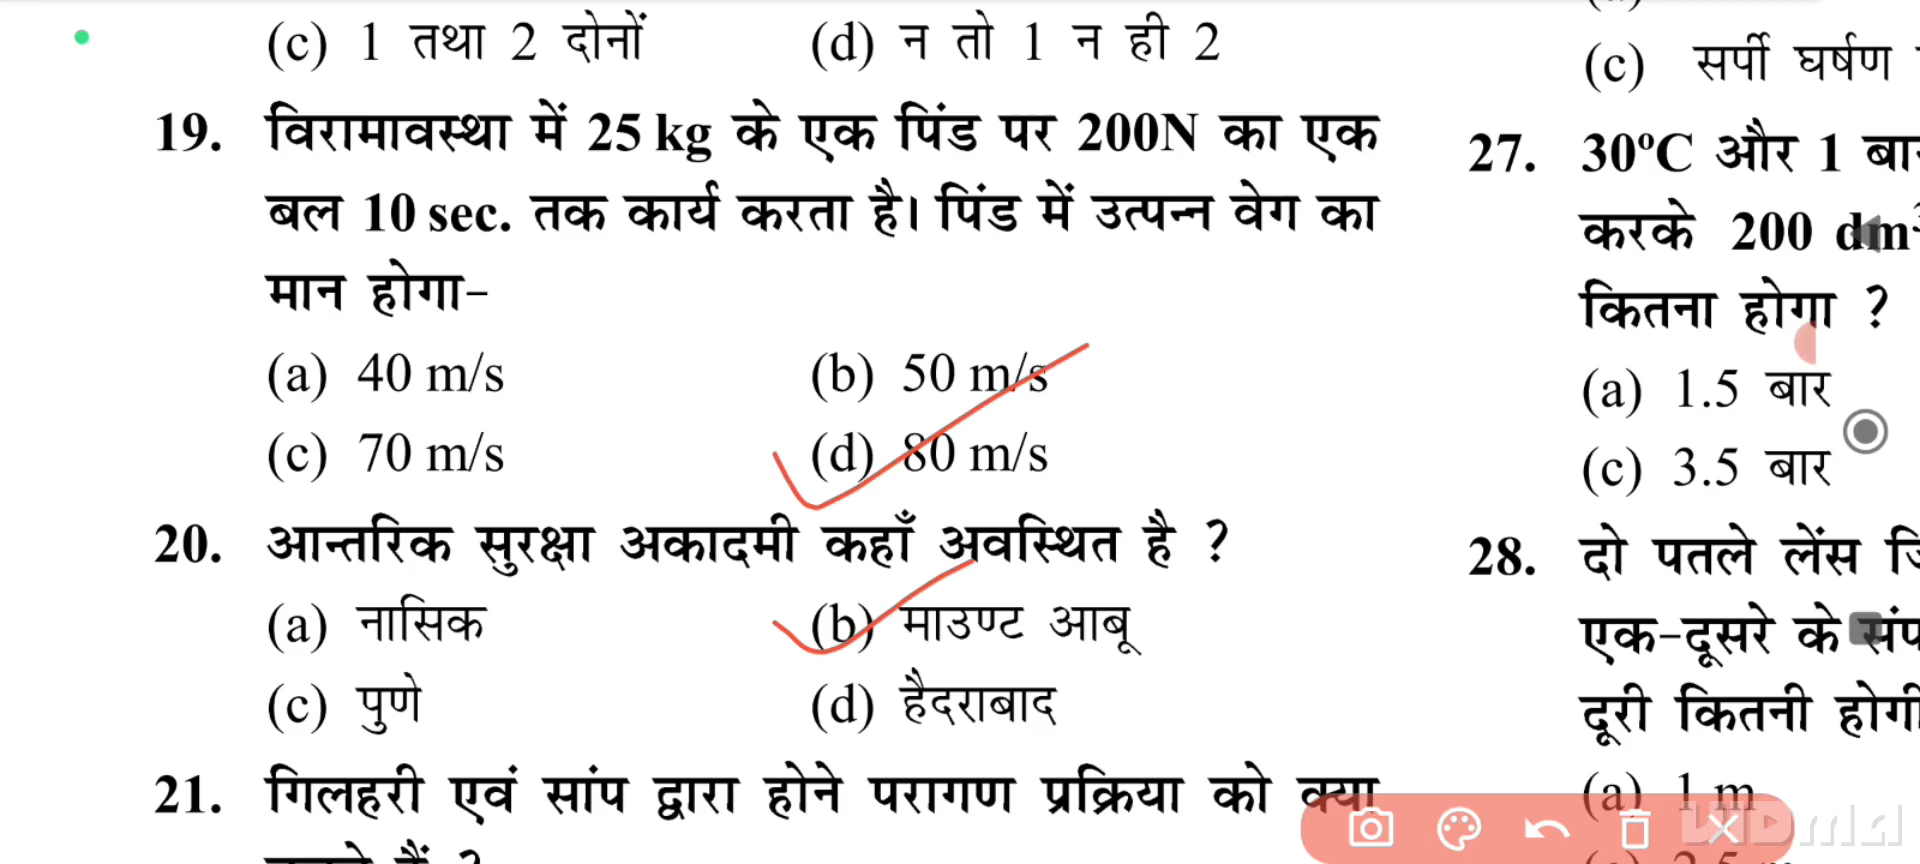 (c) 1 तथा 2 दोनों (d) न तो 1 न ही 2
19. विरामावस्था में 25 kg के एक पिंड पर 200N का एक
बल 10 sec. तक कार्य करता है। पिंड में उत्पन्न वेग का
मान होगा-
(a) 40 m/s (b) 50 m/s
(c) 70 m/s (d) 80 m/s
20. आन्तरिक सुरक्षा अकादमी कहाँ अवस्थित है ?
(a) नासिक (b) माउण्ट आबू
(c) पुणे (d) हैदराबाद
21. गिलहरी एवं सांप द्वारा होने परागण प्रक्रिया को क्या
(c) सर्पी घर्षण
27. 30ºC और 1
करके 200 dm³
कितना होगा ?
(a) 1.5 बार
(c) 3.5 बार
28. दो पतले लेंस
एक-दूसरे के
दूरी कितनी होगी
(a) 1 m